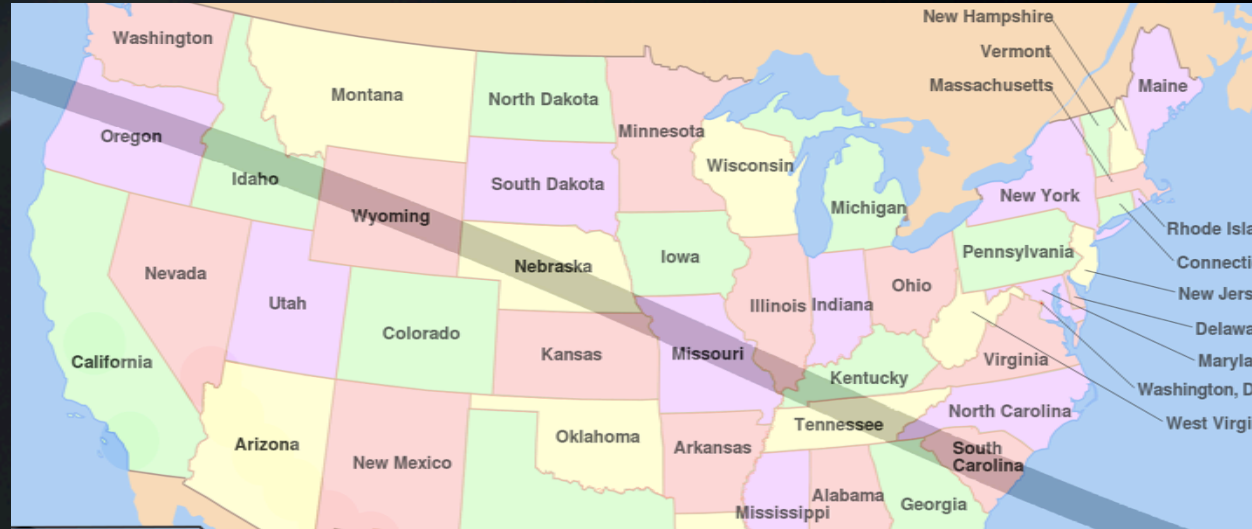 New Hampshire
Washington
Vermont
Massachusetts
Maine
Montana
North Dakota
Minnesota
Oregon
Wisconsin
Idaho
South Dakota
New York
Michigan
Wyoming
Rhode Isla
Pennsylvania
Iowa
Connecti
Nebraska
Nevada
Ohio
New Jers
Utah
Illinois
Indiana
Delawa
Colorado
Kansas
Missouri
Virginia
Maryla
California
Kentucky
Washington, D
North Carolina
Tennessee
West Virgi
Arizona
Oklahoma
Arkansas
South
Carolina
New Mexico
Alabama
Georgia
Mississippi